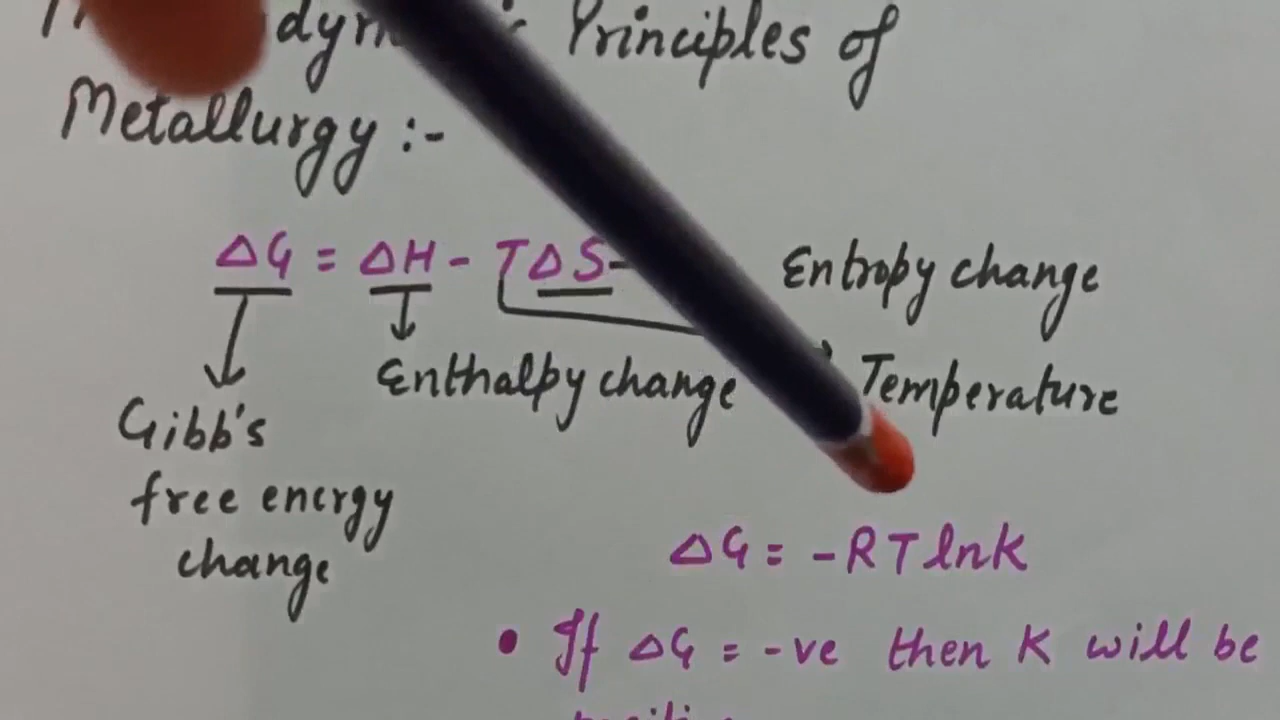 Principles of
Metallurgy :-
ΔG = ΔH - TΔS-
Entropy change
Enthalpy change
Temperature
Gibb's
free energy
change
ΔG = -RTlnK
• If ΔG = -ve then K will be